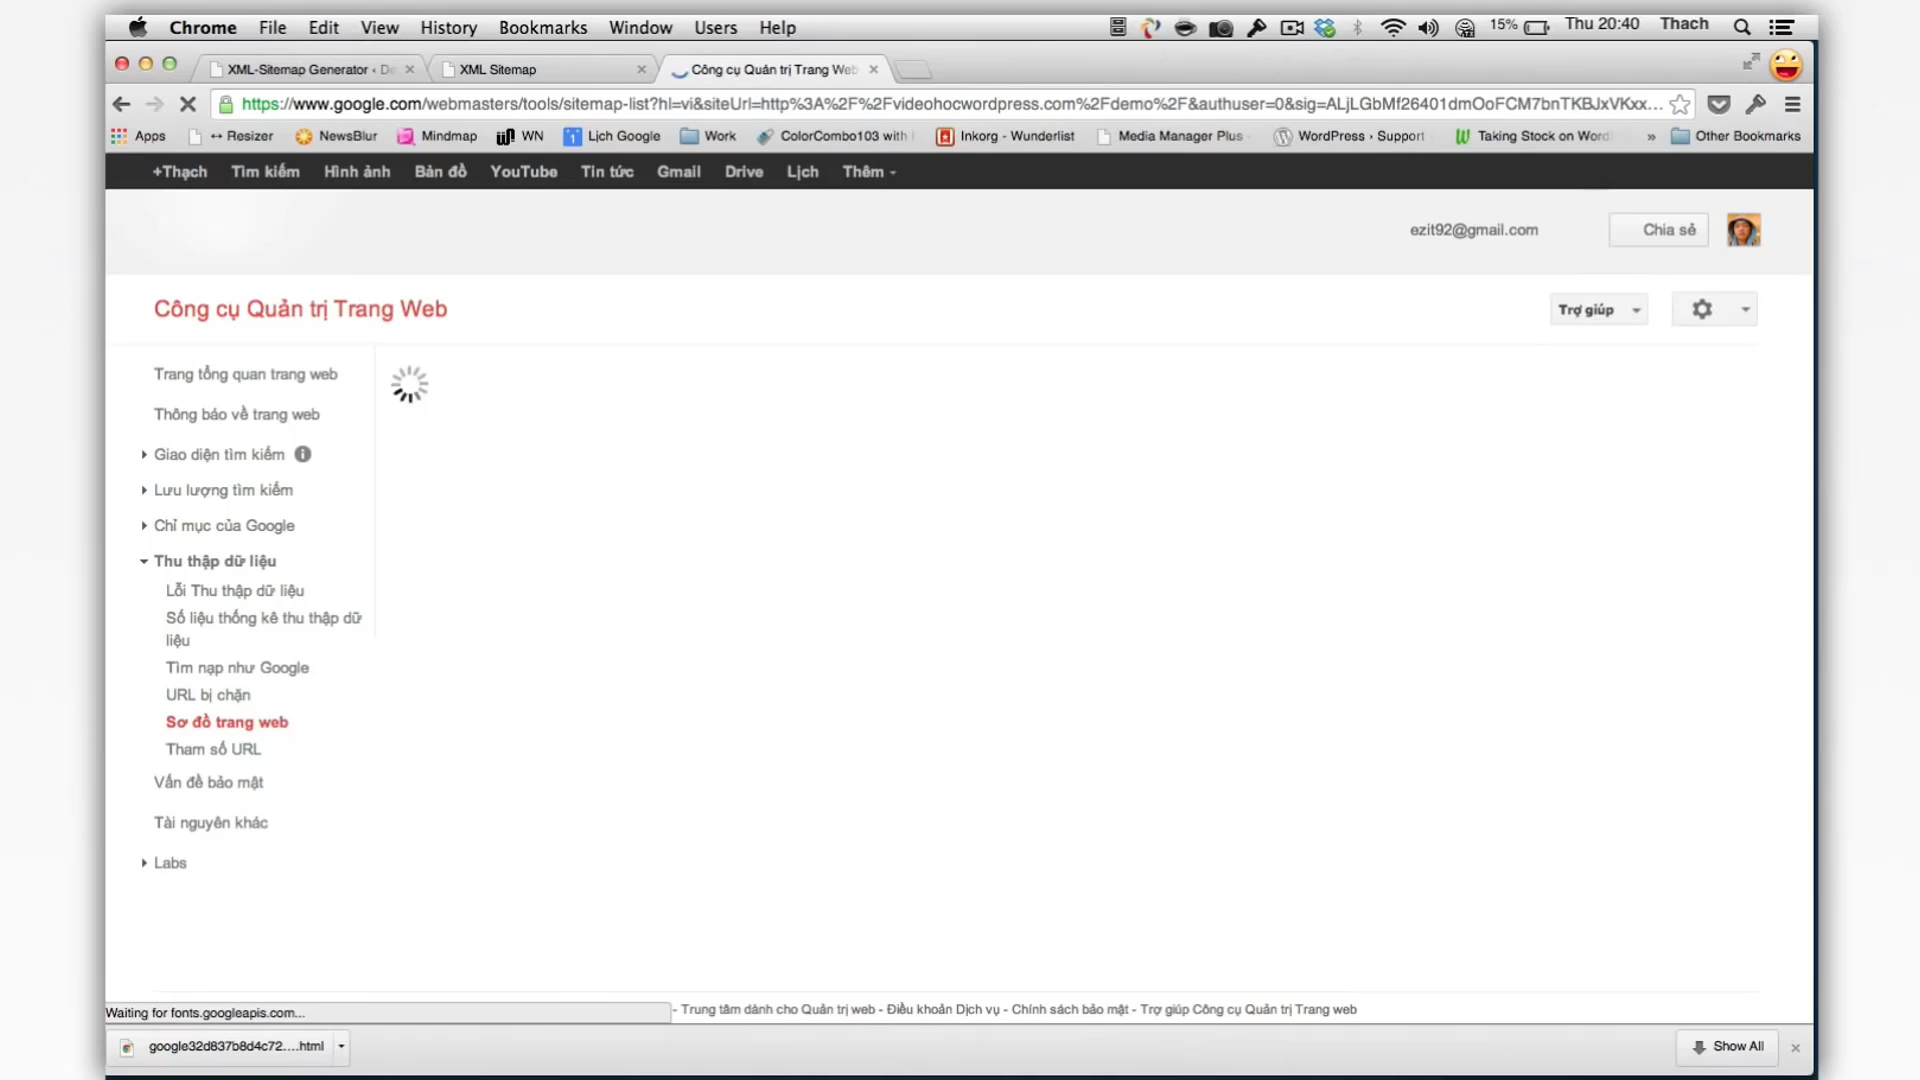 Chrome File Edit View History Bookmarks Window Users Help 15% Thu 20:40 Thach
XML-Sitemap Generator ‹ De XML Sitemap Công cụ Quản trị Trang Web
https://www.google.com/webmasters/tools/sitemap-list?hl=vi&siteUrl=http%3A%2F%2Fvideohocwordpress.com%2Fdemo%2F&authuser=0&sig=ALjLGbMf26401dmOoFCM7bnTKBJxVKxx...
Apps ↔ Resizer NewsBlur Mindmap WN Lịch Google Work ColorCombo103 with Inkorg - Wunderlist Media Manager Plus WordPress › Support Taking Stock on Word » Other Bookmarks
+Thạch Tìm kiếm Hình ảnh Bản đồ YouTube Tin tức Gmail Drive Lịch Thêm
ezit92@gmail.com Chia sẻ
Công cụ Quản trị Trang Web Trợ giúp
Trang tổng quan trang web
Thông báo về trang web
Giao diện tìm kiếm
Lưu lượng tìm kiếm
Chỉ mục của Google
Thu thập dữ liệu
Lỗi Thu thập dữ liệu
Số liệu thống kê thu thập dữ
liệu
Tìm nạp như Google
URL bị chặn
Sơ đồ trang web
Tham số URL
Vấn đề bảo mật
Tài nguyên khác
Labs
Waiting for fonts.googleapis.com... - Trung tâm dành cho Quản trị web - Điều khoản Dịch vụ - Chính sách bảo mật - Trợ giúp Công cụ Quản trị Trang web
google32d837b8d4c72....html Show All